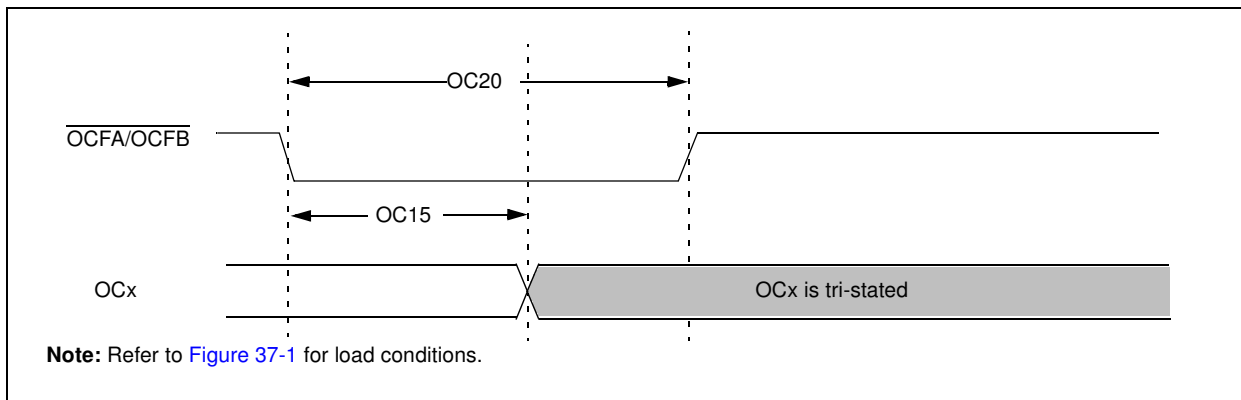 OC20
OCFA/OCFB
OC15
OCx
OCx is tri-stated
Note: Refer to Figure 37-1 for load conditions.